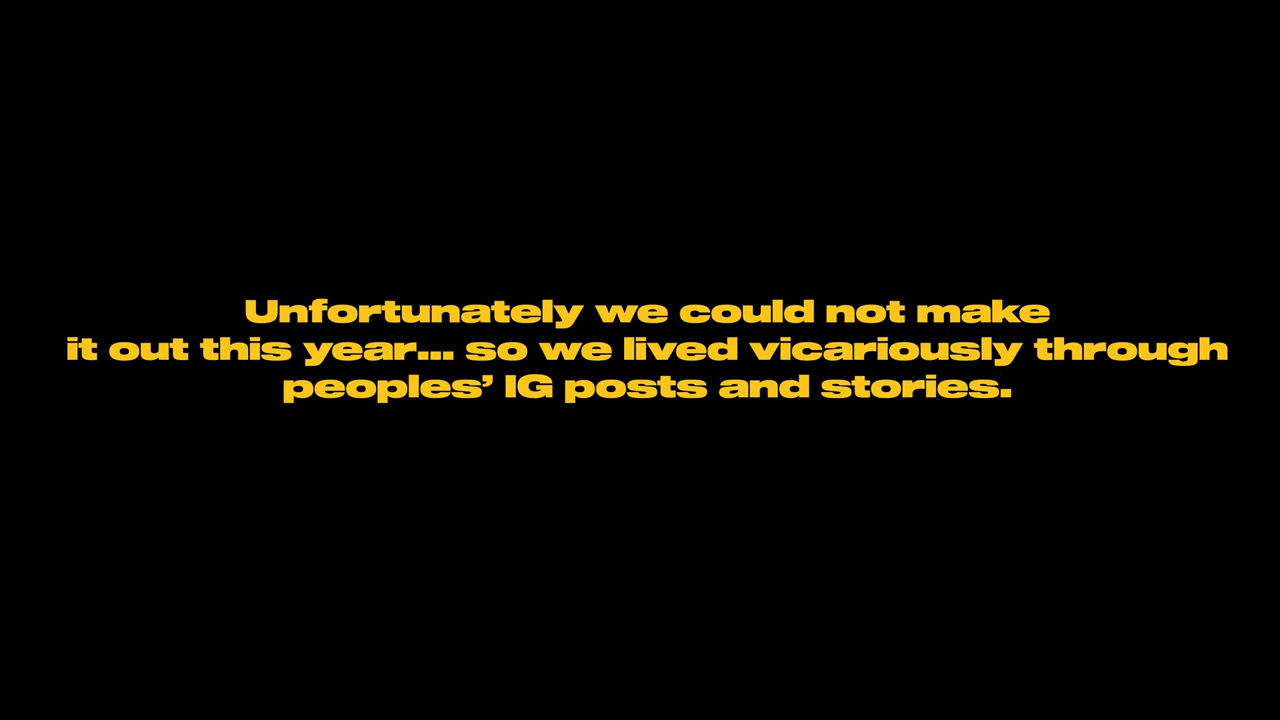 Unfortunately we could not make
it out this year... so we lived vicariously through
peoples’ IG posts and stories.